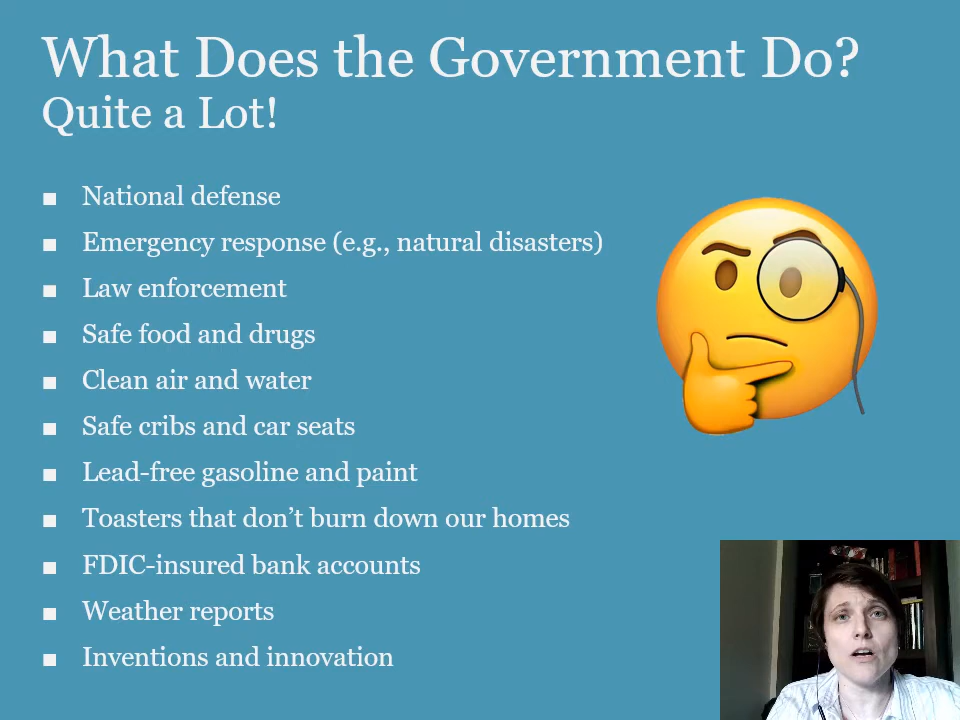 What Does the Government Do?
Quite a Lot!
■ National defense
■ Emergency response (e.g., natural disasters)
■ Law enforcement
■ Safe food and drugs
■ Clean air and water
■ Safe cribs and car seats
■ Lead-free gasoline and paint
■ Toasters that don’t burn down our homes
■ FDIC-insured bank accounts
■ Weather reports
■ Inventions and innovation